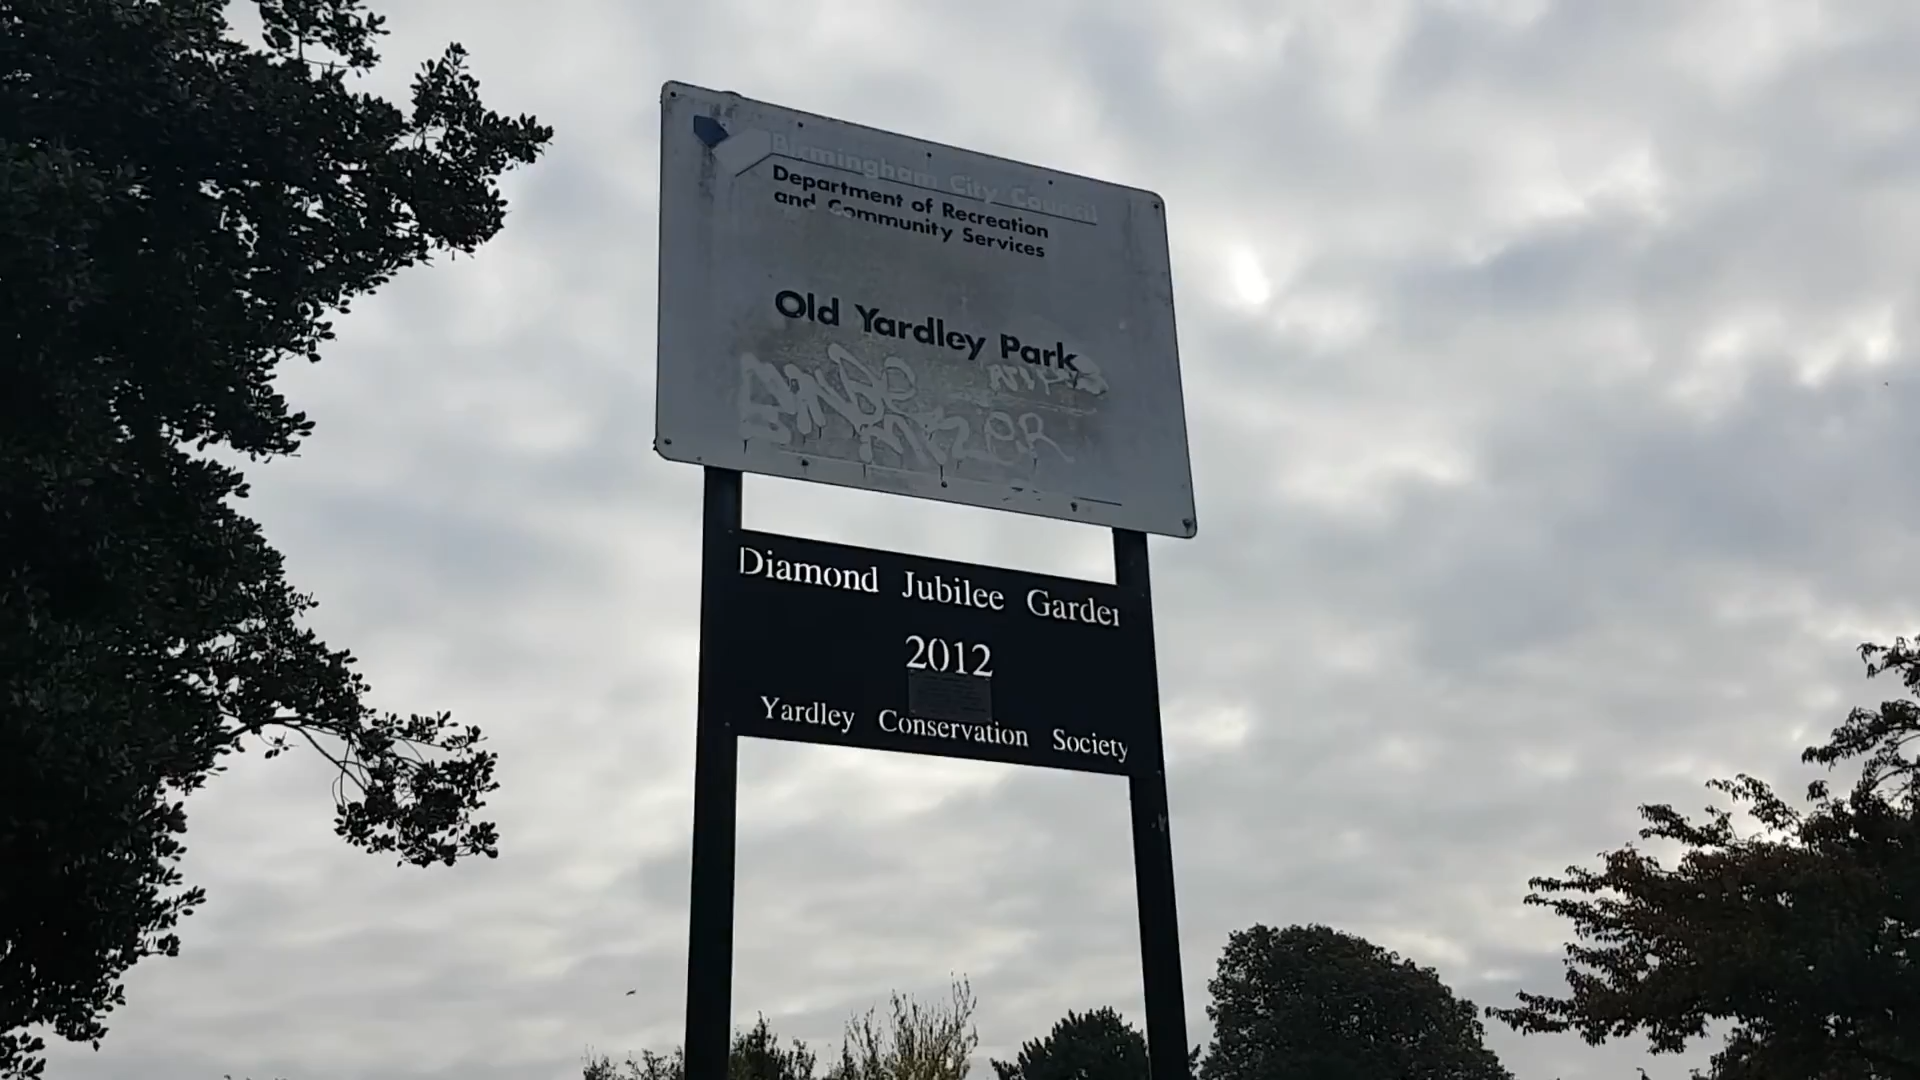 Birmingham City Council
Department of Recreation
and Community Services
Old Yardley Park
Diamond Jubilee Garden
2012
Yardley Conservation Society